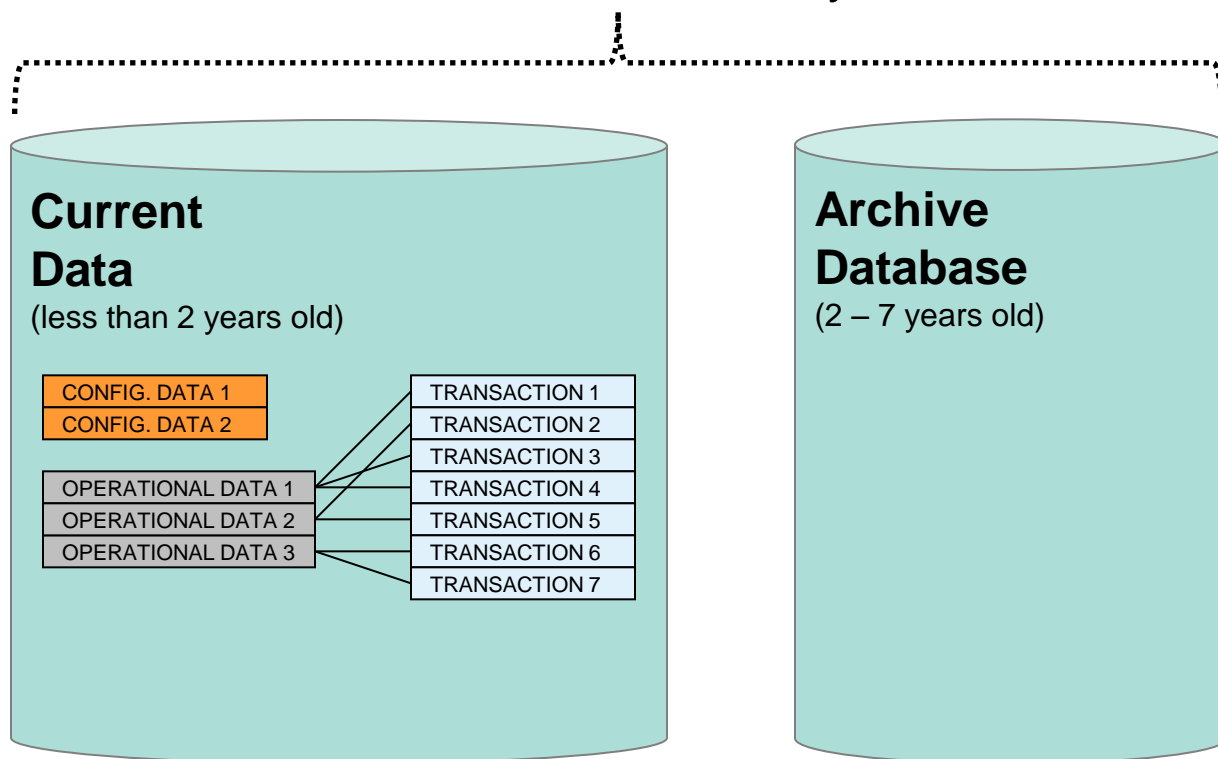 Current
Data
(less than 2 years old)
CONFIG. DATA 1
CONFIG. DATA 2
OPERATIONAL DATA 1
OPERATIONAL DATA 2
OPERATIONAL DATA 3
TRANSACTION 1
TRANSACTION 2
TRANSACTION 3
TRANSACTION 4
TRANSACTION 5
TRANSACTION 6
TRANSACTION 7
Archive
Database
(2 – 7 years old)